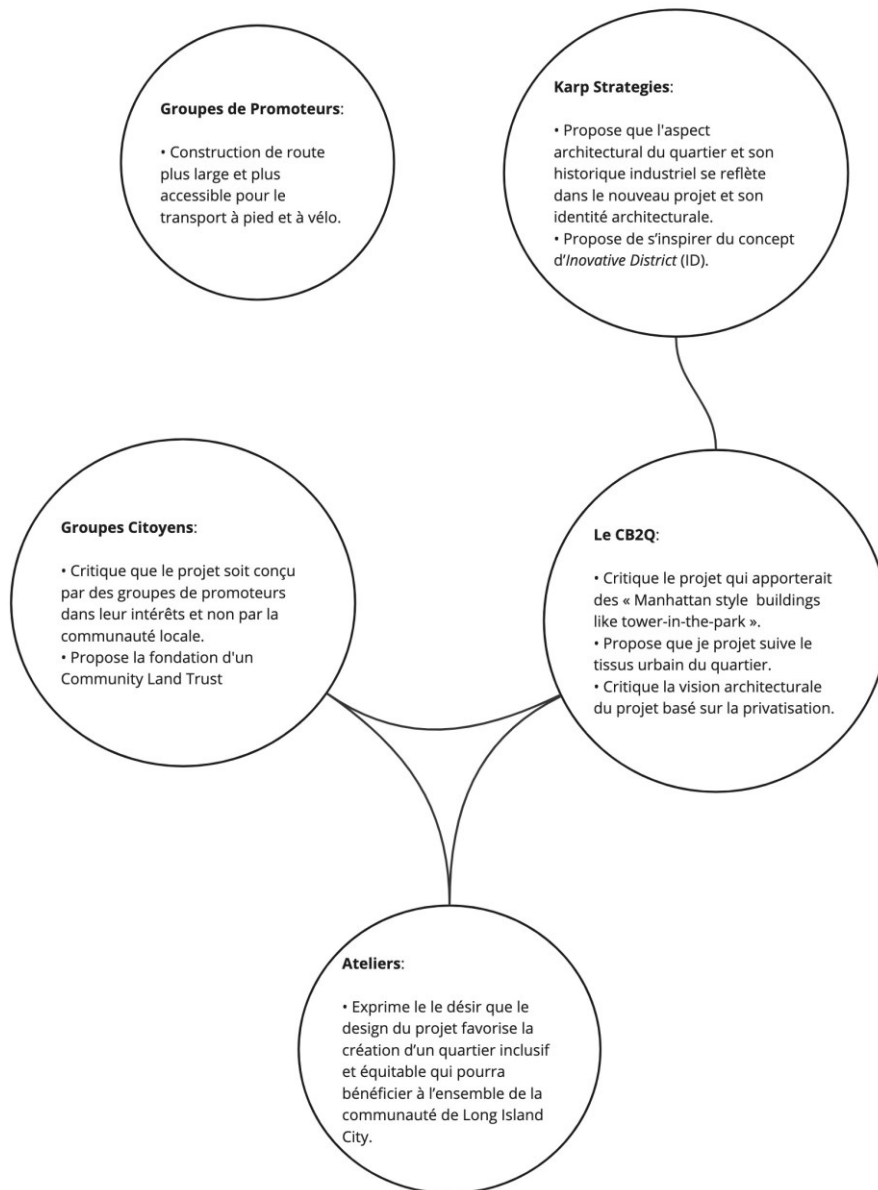 Groupes de Promoteurs:
• Construction de route
plus large et plus
accessible pour le
transport à pied et à vélo.
Karp Strategies:
• Propose que l'aspect
architectural du quartier et son
historique industriel se reflète
dans le nouveau projet et son
identité architecturale.
• Propose de s’inspirer du concept
d’Inovative District (ID).
Groupes Citoyens:
• Critique que le projet soit conçu
par des groupes de promoteurs
dans leur intérêts et non par la
communauté locale.
• Propose la fondation d'un
Community Land Trust
Le CB2Q:
• Critique le projet qui apporterait
des « Manhattan style buildings
like tower-in-the-park ».
• Propose que je projet suive le
tissus urbain du quartier.
• Critique la vision architecturale
du projet basé sur la privatisation.
Ateliers:
• Exprime le le désir que le
design du projet favorise la
création d’un quartier inclusif
et équitable qui pourra
bénéficier à l’ensemble de la
communauté de Long Island
City.